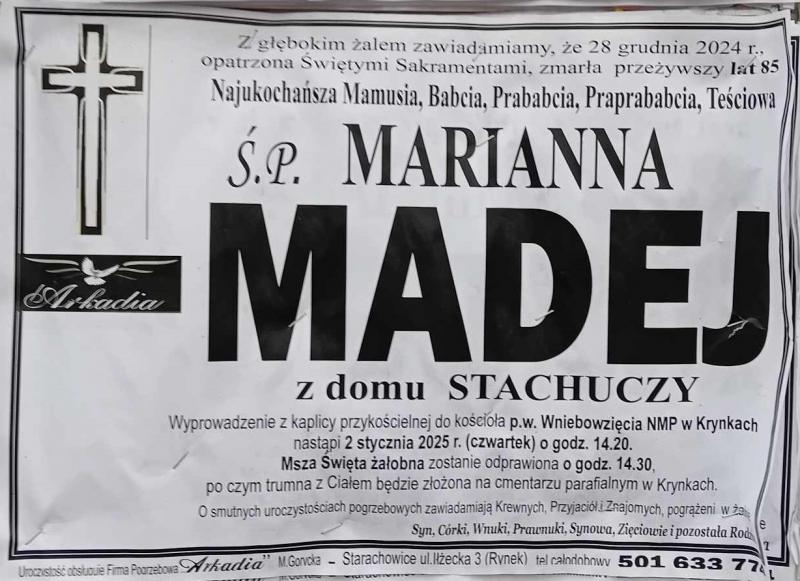 Z głębokim żalem zawiadamiamy, że 28 grudnia 2024 r.,
opatrzona Świętymi Sakramentami, zmarła przeżywszy lat 85
Najukochańsza Mamusia, Babcia, Prababcia, Praprababcia, Teściowa
Ś.P. MARIANNA
MADEJ
Arkadia
z domu STACHUCZY
Wyprowadzenie z kaplicy przykościelnej do kościoła p.w. Wniebowzięcia NMP w Krynkach
nastąpi 2 stycznia 2025 r. (czwartek) o godz. 14.20.
Msza Święta żałobna zostanie odprawiona o godz. 14.30,
po czym trumna z Ciałem będzie złożona na cmentarzu parafialnym w Krynkach.
O smutnych uroczystościach pogrzebowych zawiadamiają Krewnych, Przyjaciół i Znajomych, pogrążeni w
Syn, Córki, Wnuki, Prawnuki, Synowa, Zięciowie i pozostała
Uroczystość obsługuje Firma Pogrzebowa "Arkadia" M.Gorycka – Starachowice ul.Iłżecka 3 (Rynek) tel całodobowy 501 633